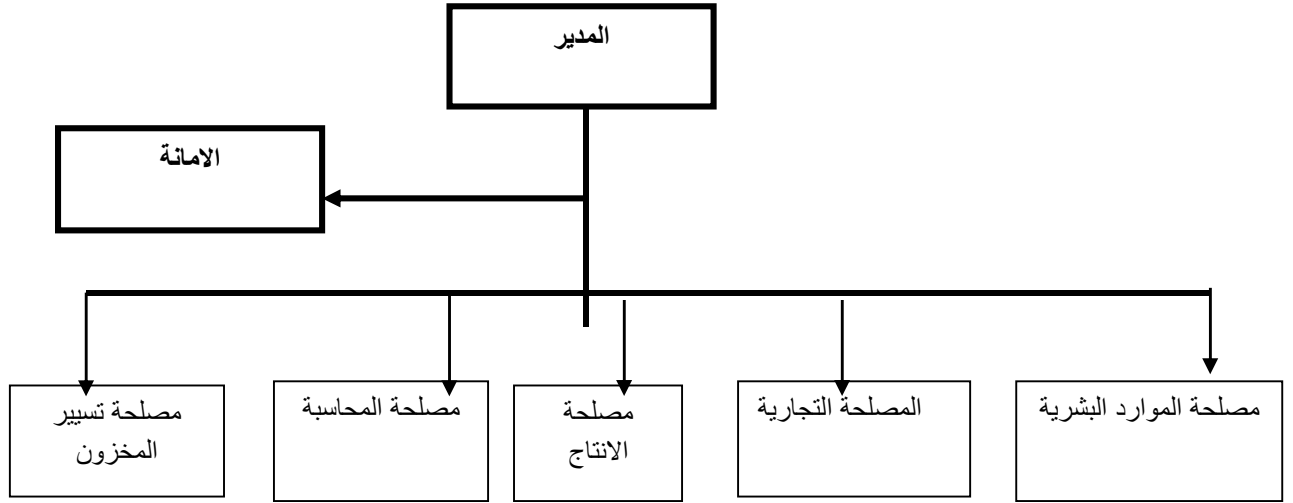 المدير
الامانة
مصلحة الموارد البشرية
المصلحة التجارية
مصلحة
الانتاج
مصلحة المحاسبة
مصلحة تسيير
المخزون